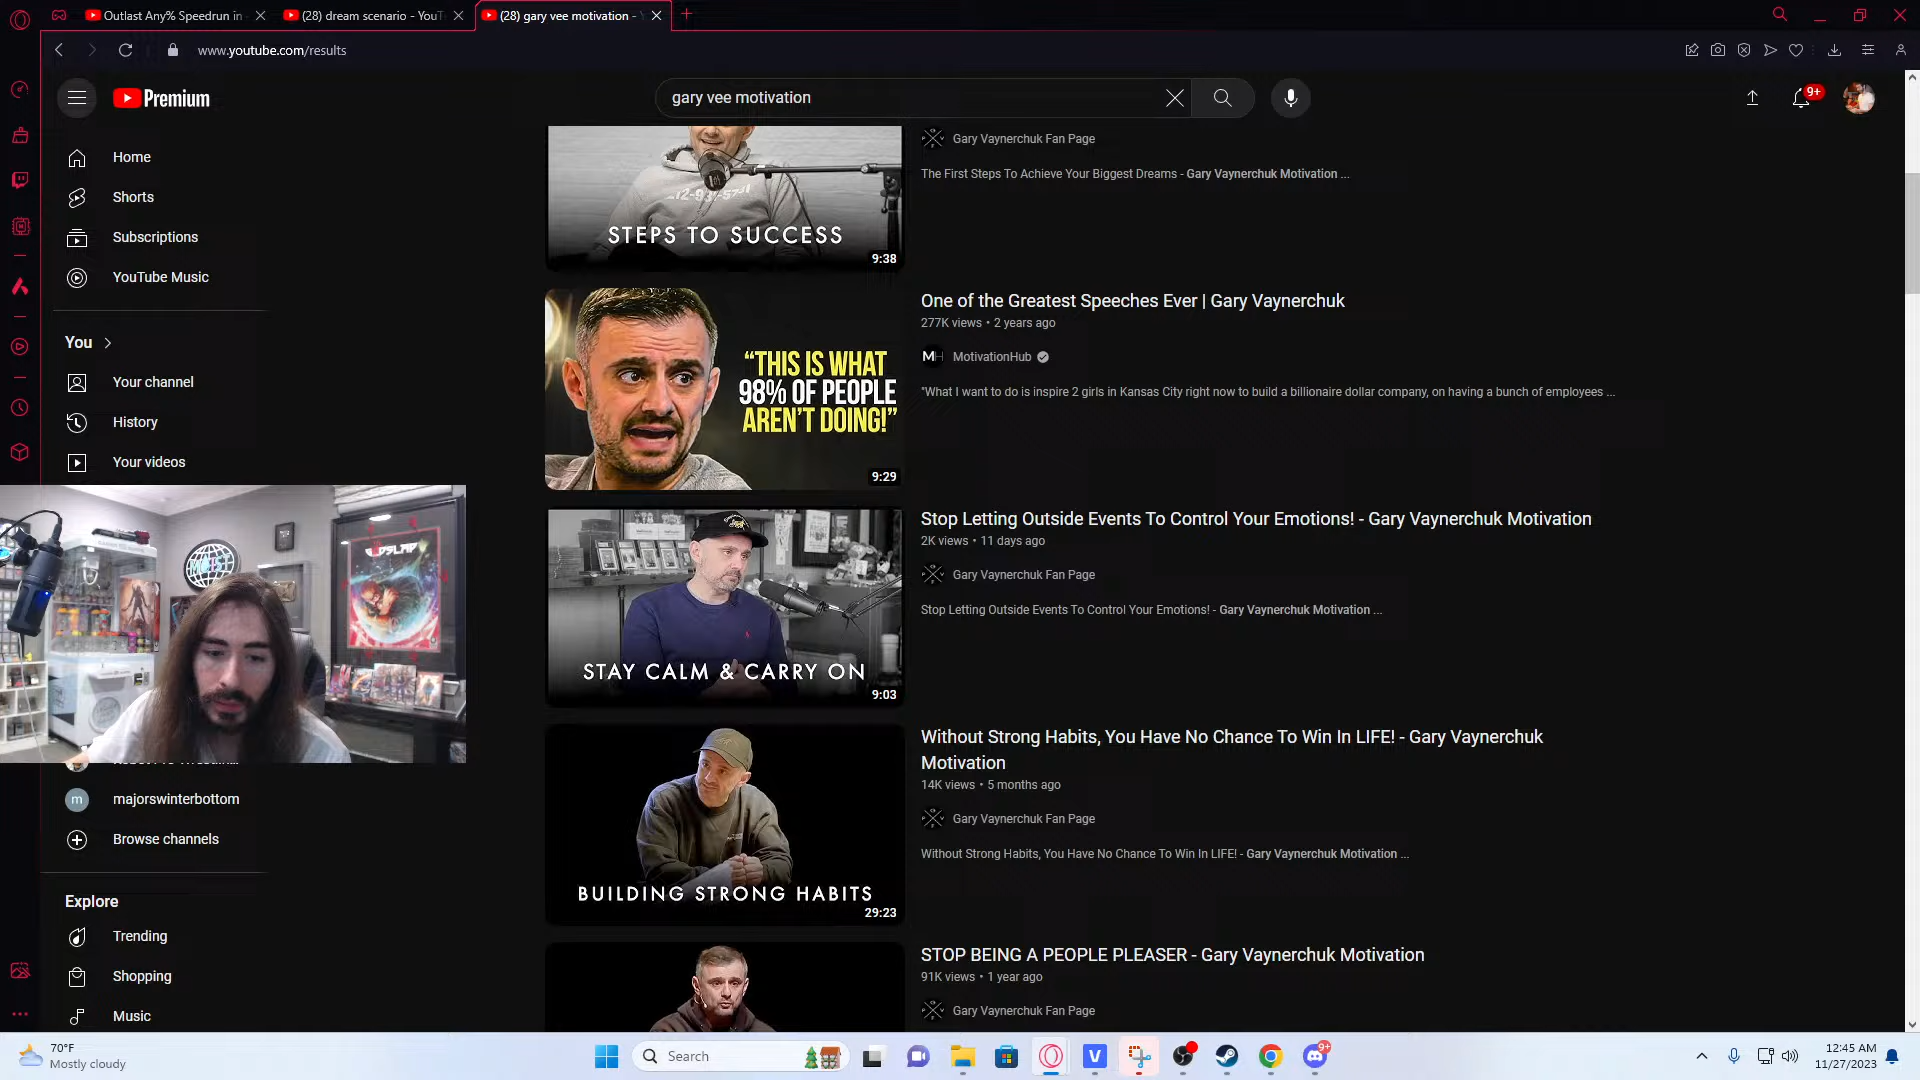 Outlast Any% Speedrun in
(28) dream scenario - YouT
(28) gary vee motivation -
www.youtube.com/results
Premium
gary vee motivation
9+
Home
Shorts
Subscriptions
YouTube Music
You
Your channel
History
Your videos
majorswinterbottom
Browse channels
Explore
Trending
Shopping
Music
STEPS TO SUCCESS
9:38
Gary Vaynerchuk Fan Page
The First Steps To Achieve Your Biggest Dreams - Gary Vaynerchuk Motivation ...
"THIS IS WHAT
98% OF PEOPLE
AREN'T DOING!"
9:29
One of the Greatest Speeches Ever | Gary Vaynerchuk
277K views • 2 years ago
MH MotivationHub
"What I want to do is inspire 2 girls in Kansas City right now to build a billionaire dollar company, on having a bunch of employees ...
STAY CALM & CARRY ON
9:03
Stop Letting Outside Events To Control Your Emotions! - Gary Vaynerchuk Motivation
2K views • 11 days ago
Gary Vaynerchuk Fan Page
Stop Letting Outside Events To Control Your Emotions! - Gary Vaynerchuk Motivation ...
BUILDING STRONG HABITS
29:23
Without Strong Habits, You Have No Chance To Win In LIFE! - Gary Vaynerchuk
Motivation
14K views • 5 months ago
Gary Vaynerchuk Fan Page
Without Strong Habits, You Have No Chance To Win In LIFE! - Gary Vaynerchuk Motivation ...
STOP BEING A PEOPLE PLEASER - Gary Vaynerchuk Motivation
91K views • 1 year ago
Gary Vaynerchuk Fan Page
70°F
Mostly cloudy
Search
9+
12:45 AM
11/27/2023